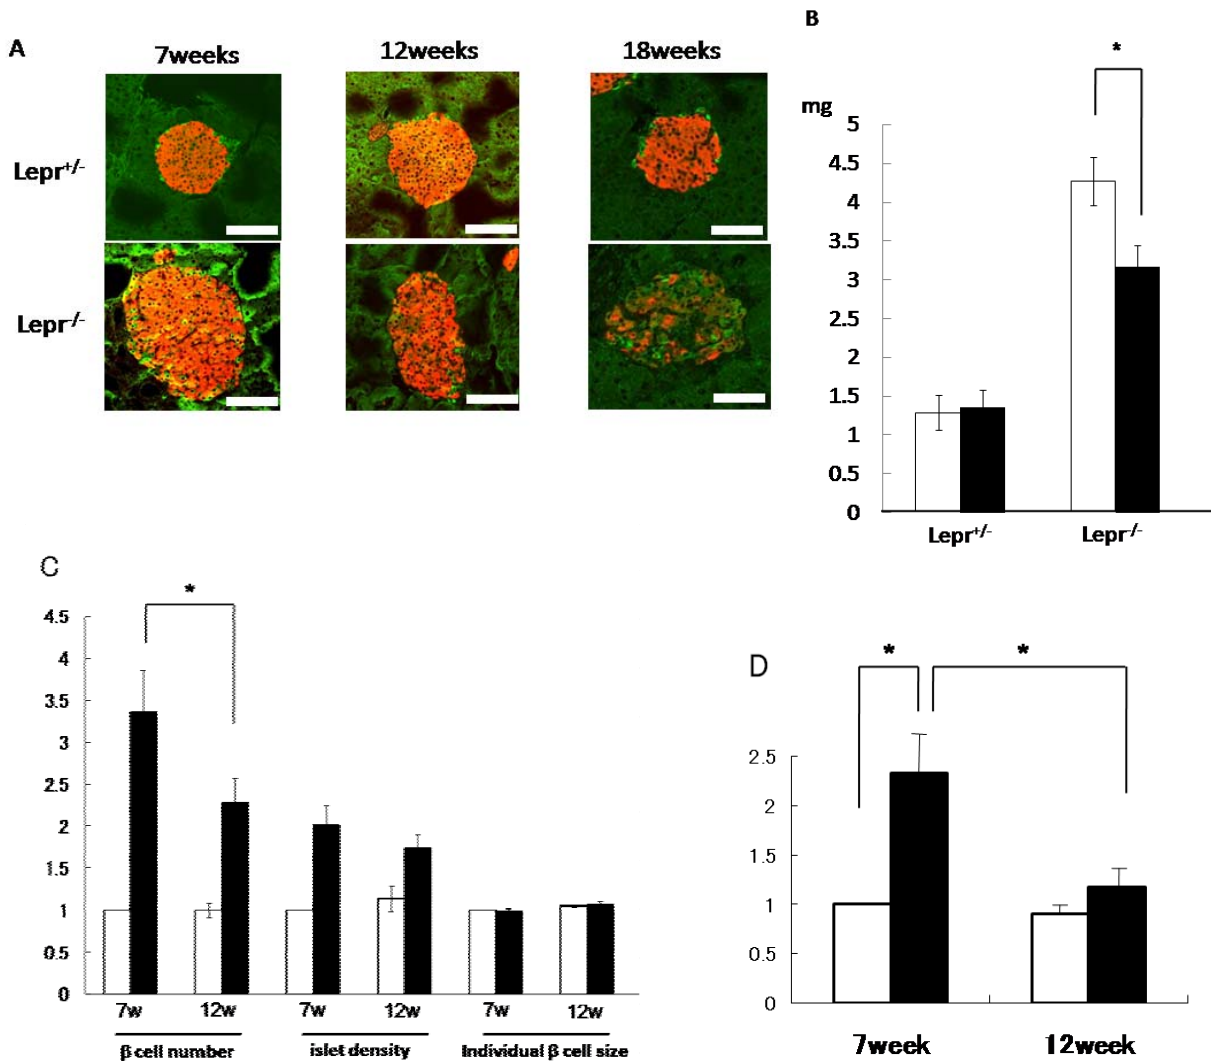 A
7weeks
12weeks
18weeks
Lepr+/-
Lepr-/-
B
*
mg
5
4.5
4
3.5
3
2.5
2
1.5
1
0.5
0
Lepr+/-
Lepr-/-
C
*
4.5
4
3.5
3
2.5
2
1.5
1
0.5
0
7w 12w 7w 12w 7w 12w
β cell number islet density Individual β cell size
D
* *
2.5
2
1.5
1
0.5
0
7week 12week